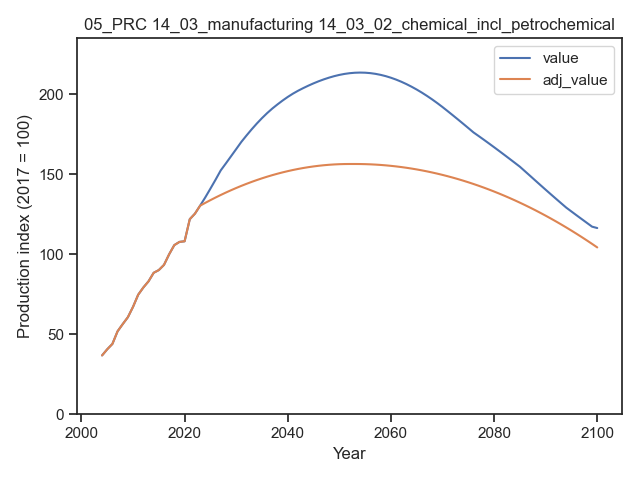 05_PRC 14_03_manufacturing 14_03_02_chemical_incl_petrochemical
value
adj_value
Production index (2017 = 100)
200
150
100
50
0
2000 2020 2040 2060 2080 2100
Year